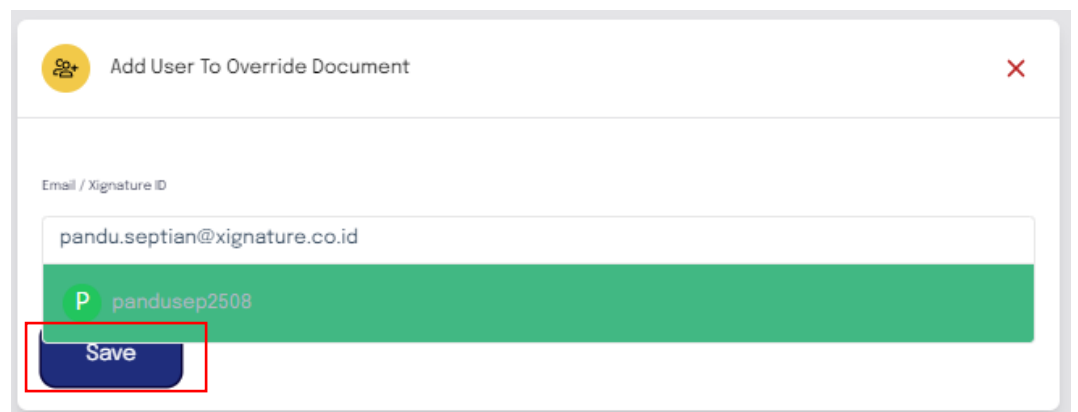 Add User To Override Document
Email / Xignature ID
pandu.septian@xignature.co.id
P pandusep2508
Save